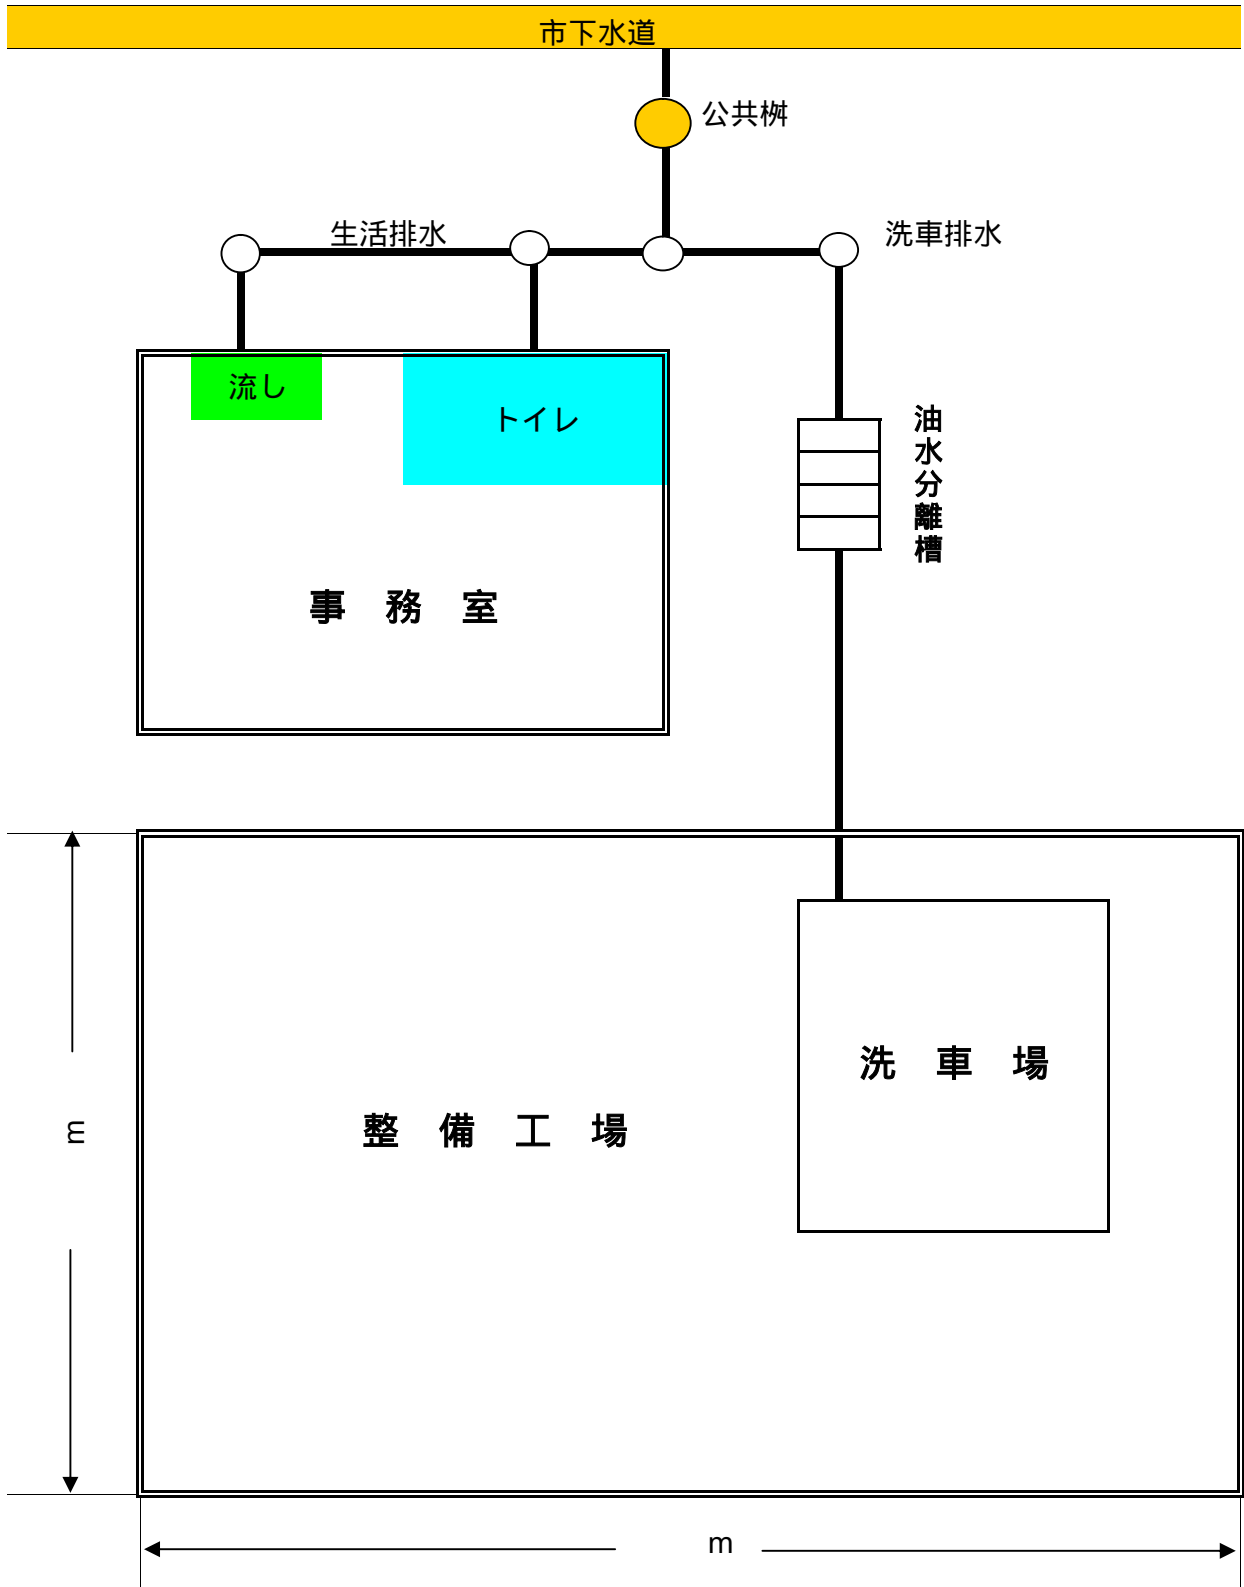 市下水道
公共桝
生活排水
洗車排水
流し
トイレ
油水分離槽
事 務 室
洗 車 場
整 備 工 場
m
m